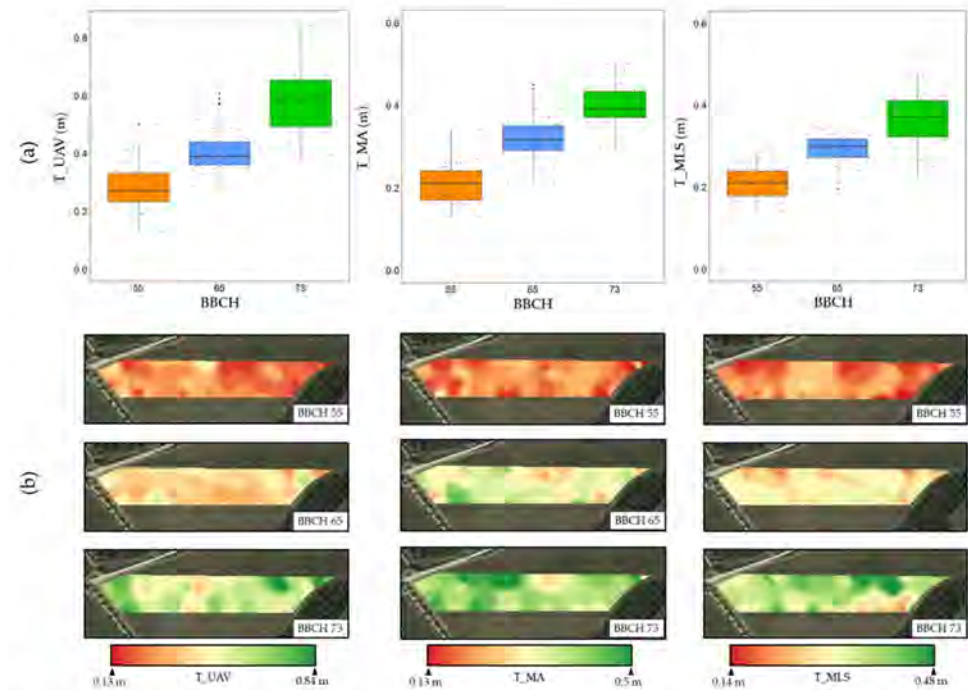 (a)
T_UAV (m)
0.8
0.6
0.4
0.2
0.0
55
65
73
BBCH
T_MA (m)
0.6
0.4
0.2
0.0
55
65
73
BBCH
T_MLS (m)
0.6
0.4
0.2
0.0
55
65
73
BBCH
(b)
BBCH 55
BBCH 55
BBCH 55
BBCH 65
BBCH 65
BBCH 65
BBCH 73
BBCH 73
BBCH 73
0.13 m
T_UAV
0.84 m
0.13 m
T_MA
0.5 m
0.14 m
T_MLS
0.48 m